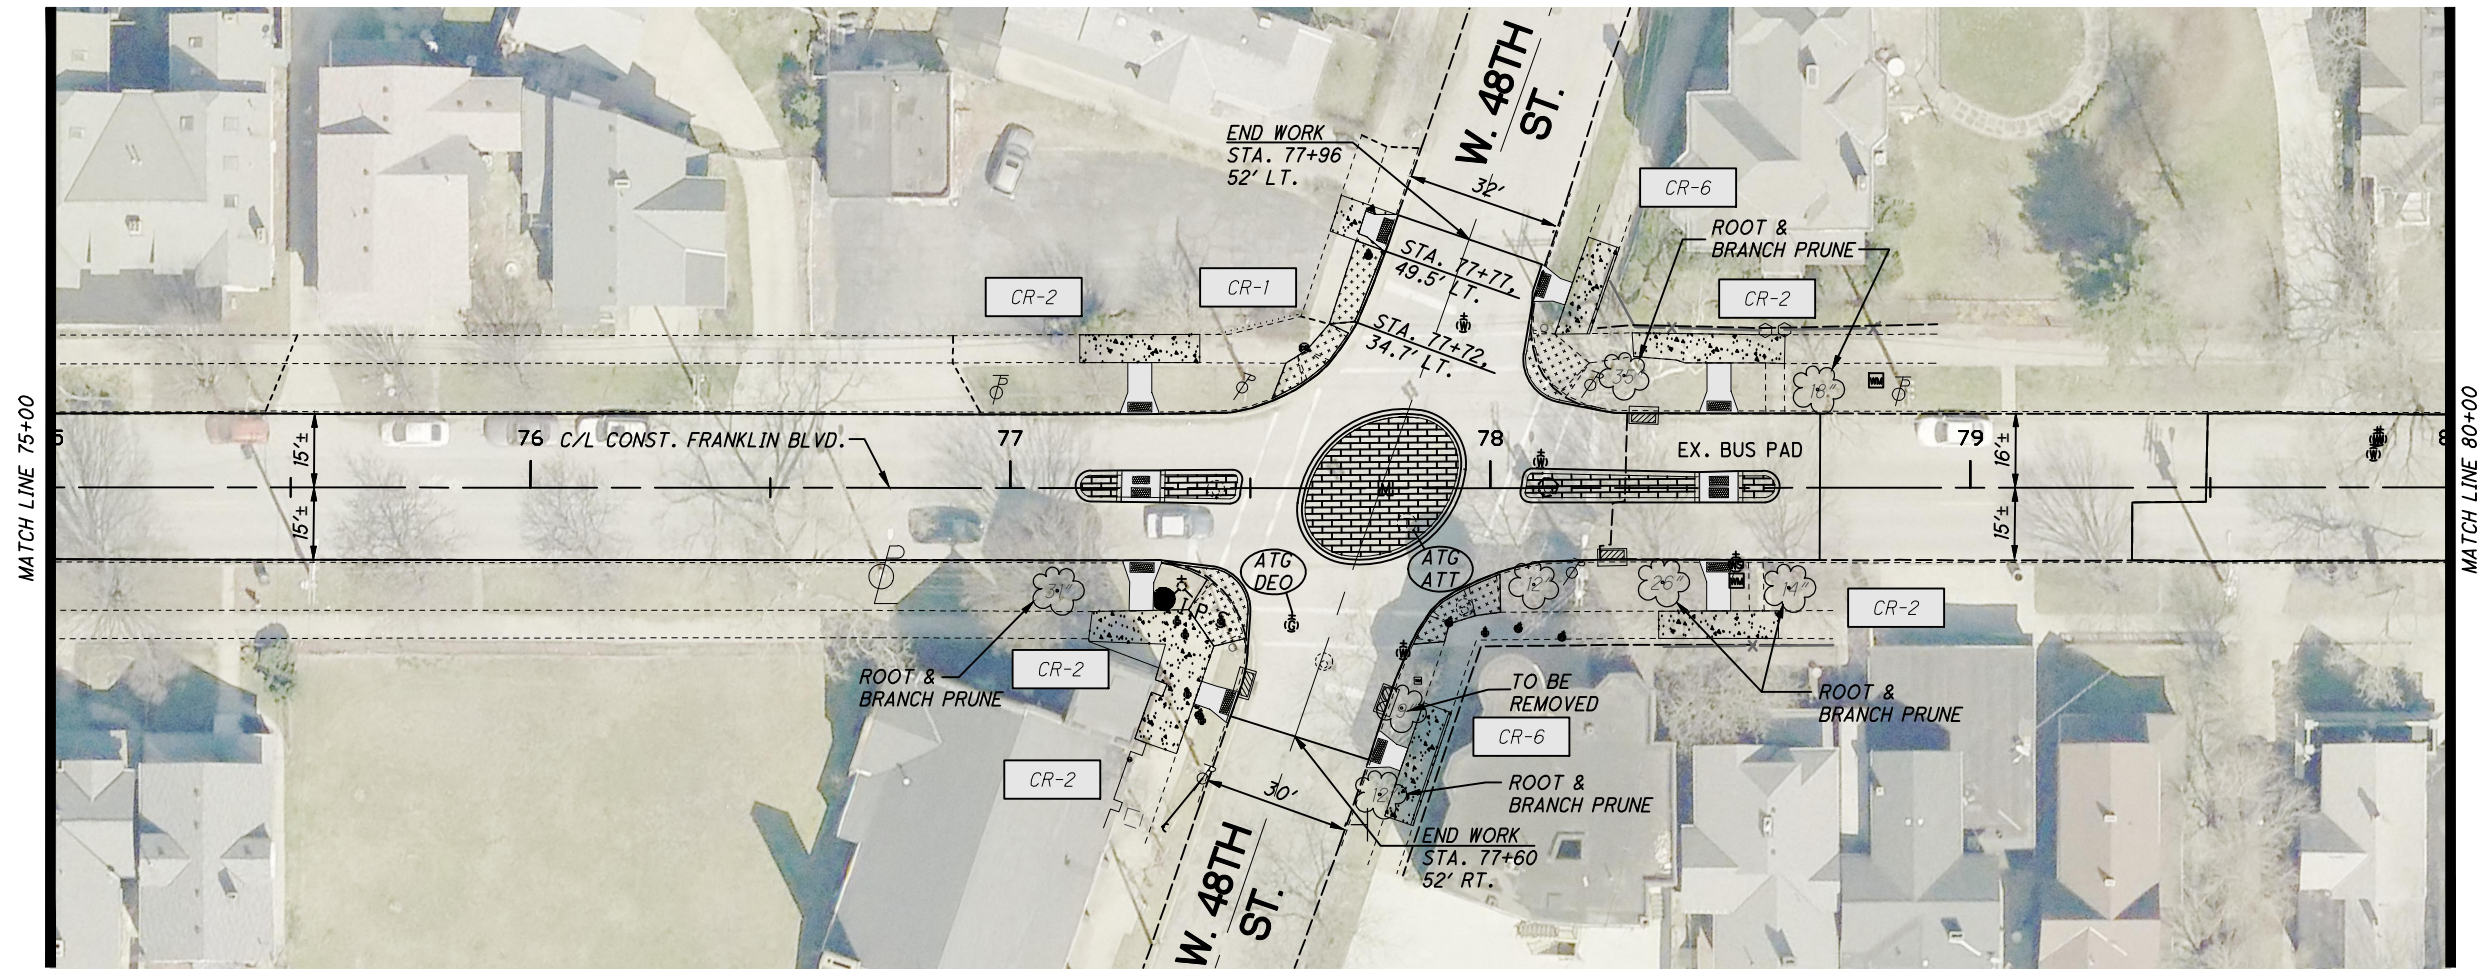 W. 48TH
ST.
END WORK
STA. 77+96
52' LT.
32'
CR-6
ROOT &
BRANCH PRUNE
STA. 77+77,
49.5' LT.
CR-2
CR-1
CR-2
STA. 77+72,
34.7' LT.
35"
18"
WM
MATCH LINE 75+00
MATCH LINE 80+00
5
15'±
76
C/L CONST. FRANKLIN BLVD.
77
78
EX. BUS PAD
79
16'±
8
W
W
W
15'±
15'±
ATG
DEO
ATG
ATT
31"
12"
26"
14"
WM
CR-2
G
W
I.P.S.
ROOT &
BRANCH PRUNE
CR-2
TO BE
REMOVED
ROOT &
BRANCH PRUNE
CR-6
CR-2
30'
12"
ROOT &
BRANCH PRUNE
END WORK
STA. 77+60
52' RT.
W. 48TH
ST.